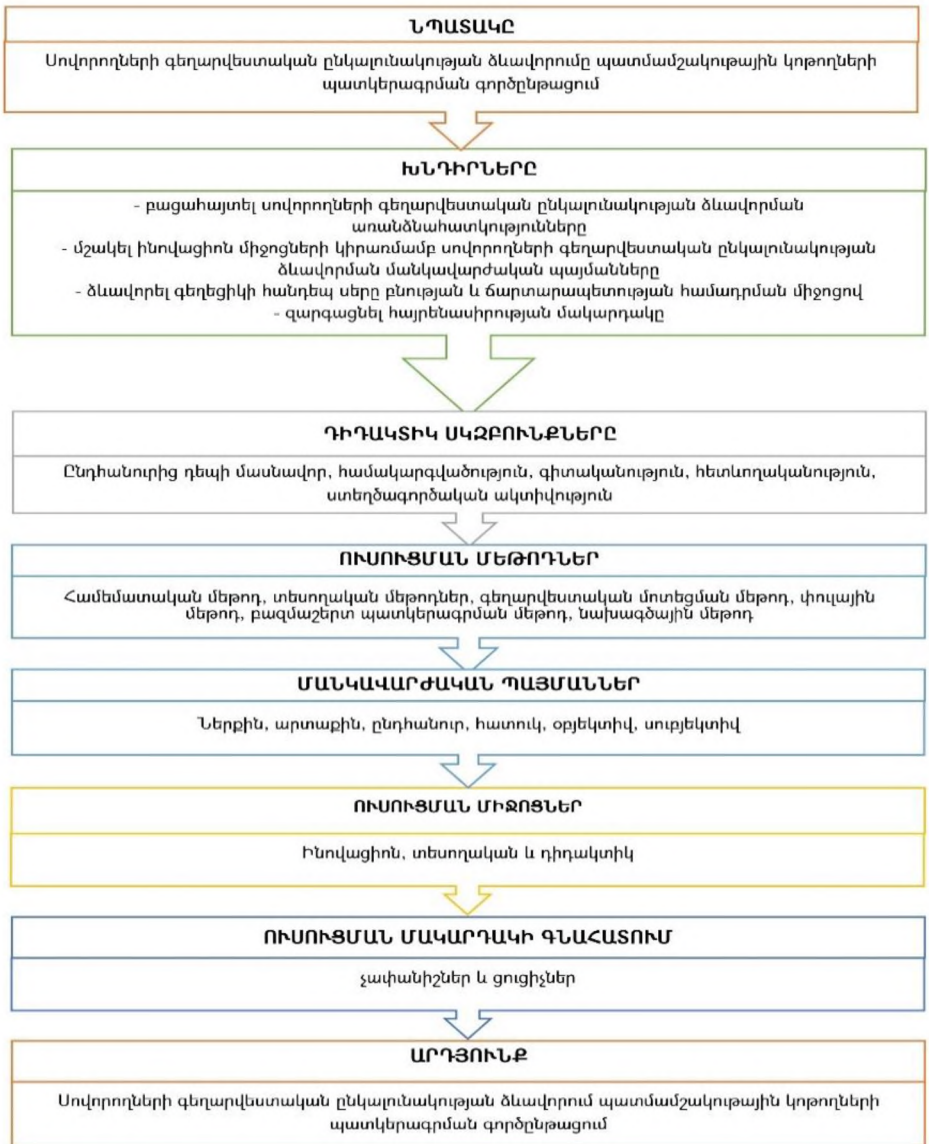 ՆՊԱՏԱԿԸ
Սովորողների գեղարվեստական ընկալունակության ձևավորումը պատմամշակութային կոթողների
պատկերագրման գործընթացում
ԽՆԴԻՐՆԵՐԸ
- բացահայտել սովորողների գեղարվեստական ընկալունակության ձևավորման
առանձնահատկությունները
- մշակել ինովացիոն միջոցների կիրառմամբ սովորողների գեղարվեստական ընկալունակության
ձևավորման մանկավարժական պայմանները
- ձևավորել գեղեցիկի հանդեպ սերը բնության և ճարտարապետության համադրման միջոցով
- զարգացնել հայրենասիրության մակարդակը
ԴԻԴԱԿՏԻԿ ՍԿԶԲՈՒՆՔՆԵՐԸ
Ընդհանուրից դեպի մասնավոր, համակարգվածություն, գիտականություն, հետևողականություն,
ստեղծագործական ակտիվություն
ՈՒՍՈՒՑՄԱՆ ՄԵԹՈԴՆԵՐ
Համեմատական մեթոդ, տեսողական մեթոդներ, գեղարվեստական մոտեցման մեթոդ, փուլային
մեթոդ, բազմաշերտ պատկերագրման մեթոդ, նախագծային մեթոդ
ՄԱՆԿԱՎԱՐԺԱԿԱՆ ՊԱՅՄԱՆՆԵՐ
Ներքին, արտաքին, ընդհանուր, հատուկ, օբյեկտիվ, սուբյեկտիվ
ՈՒՍՈՒՑՄԱՆ ՄԻՋՈՑՆԵՐ
Ինովացիոն, տեսողական և դիդակտիկ
ՈՒՍՈՒՑՄԱՆ ՄԱԿԱՐԴԱԿԻ ԳՆԱՀԱՏՈՒՄ
չափանիշներ և ցուցիչներ
ԱՐԴՅՈՒՆՔ
Սովորողների գեղարվեստական ընկալունակության ձևավորում պատմամշակութային կոթողների
պատկերագրման գործընթացում